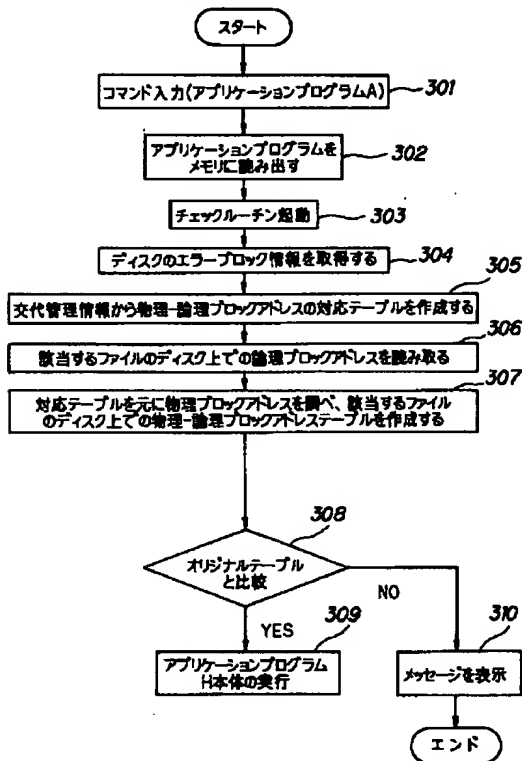 スタート
コマンド入力(アプリケーションプログラムA)
301
アプリケーションプログラムを
メモリに読み出す
302
チェックルーチン起動
303
ディスクのエラーブロック情報を取得する
304
305
交代管理情報から物理-論理ブロックアドレスの対応テーブルを作成する
306
該当するファイルのディスク上での論理ブロックアドレスを読み取る
307
対応テーブルを元に物理ブロックアドレスを調べ、該当するファイル
のディスク上での物理-論理ブロックアドレステーブルを作成する
308
オリジナルテーブル
と比較
NO
YES
309
310
アプリケーションプログラム
H本体の実行
メッセージを表示
エンド